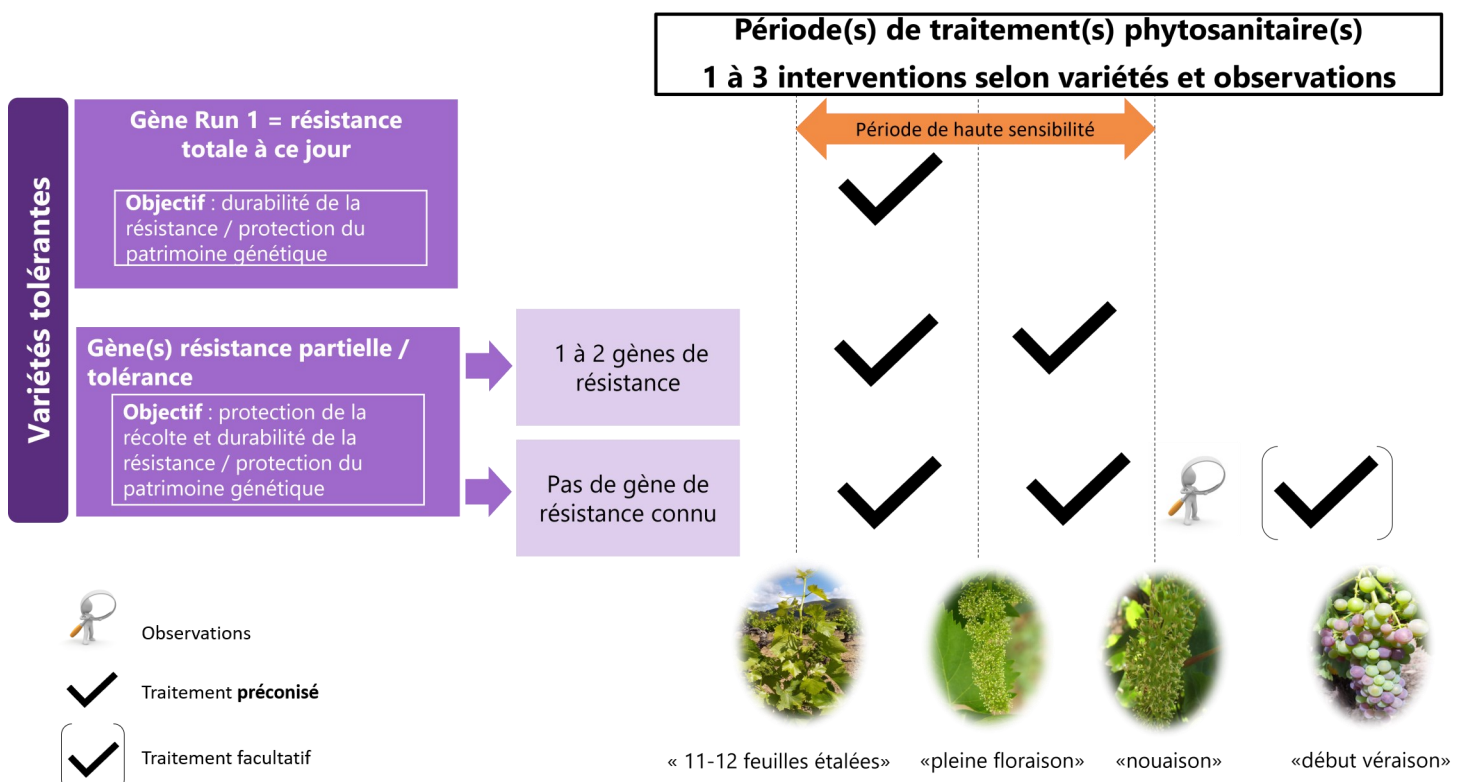 Période(s) de traitement(s) phytosanitaire(s)
1 à 3 interventions selon variétés et observations
Période de haute sensibilité
Variétés tolérantes
Gène Run 1 = résistance
totale à ce jour
Objectif : durabilité de la
résistance / protection du
patrimoine génétique
Gène(s) résistance partielle /
tolérance
Objectif : protection de la
récolte et durabilité de la
résistance / protection du
patrimoine génétique
1 à 2 gènes de
résistance
Pas de gène de
résistance connu
Observations
Traitement préconisé
Traitement facultatif
« 11-12 feuilles étalées»
«pleine floraison»
«nouaison»
«début véraison»